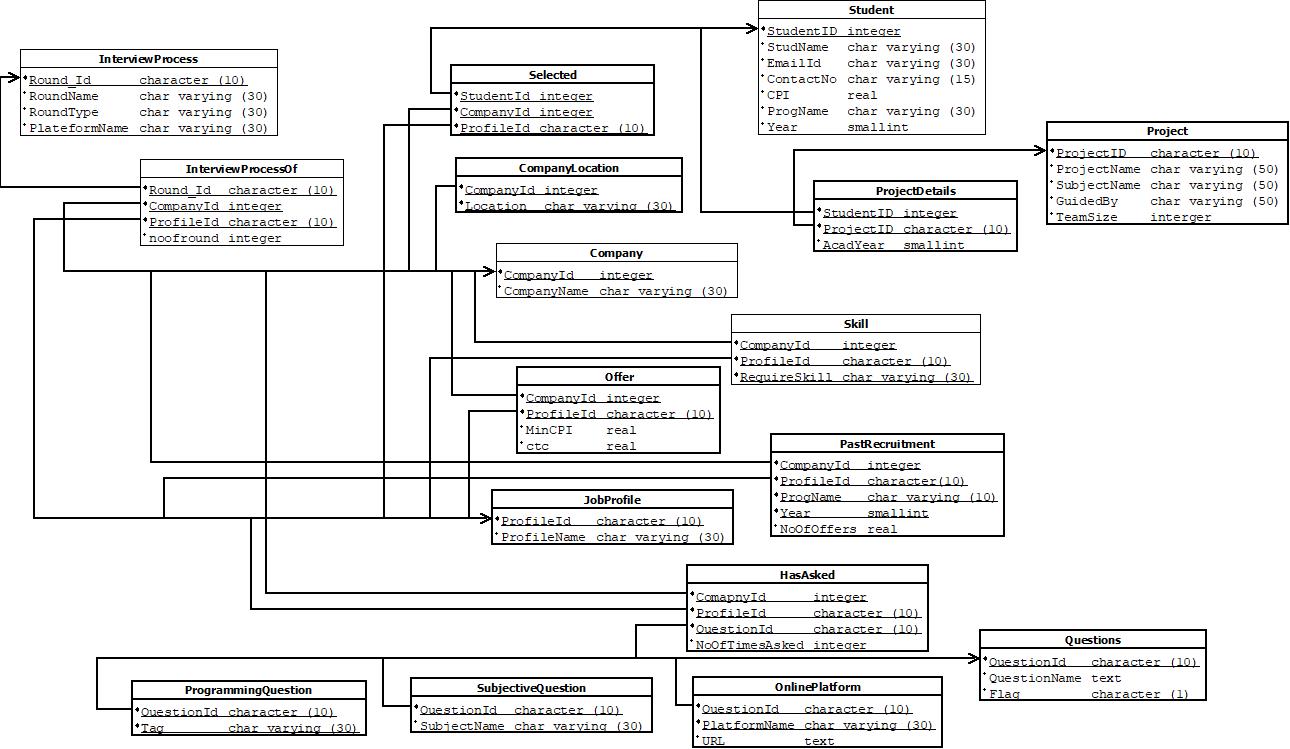 Student
StudentID integer
StudName char varying (30)
EmailId char varying (30)
ContactNo char varying (15)
CPI real
ProgName char varying (30)
Year smallint
InterviewProcess
Round_Id character (10)
RoundName char varying (30)
RoundType char varying (30)
PlateformName char varying (30)
Selected
StudentId integer
CompanyId integer
ProfileId character (10)
Project
ProjectID character (10)
ProjectName char varying (50)
SubjectName char varying (50)
GuidedBy char varying (50)
TeamSize interger
InterviewProcessOf
Round_Id character (10)
CompanyId integer
ProfileId character (10)
noofround integer
CompanyLocation
CompanyId integer
Location char varying (30)
ProjectDetails
StudentID integer
ProjectID character (10)
AcadYear smallint
Company
CompanyId integer
CompanyName char varying (30)
Skill
CompanyId integer
ProfileId character (10)
RequireSkill char varying (30)
Offer
CompanyId integer
ProfileId character (10)
MinCPI real
ctc real
PastRecruitment
CompanyId integer
ProfileId character(10)
ProgName char varying (10)
Year smallint
NoOfOffers real
JobProfile
ProfileId character (10)
ProfileName char varying (30)
HasAsked
ComapnyId integer
ProfileId character (10)
QuestionId character (10)
NoOfTimesAsked integer
Questions
QuestionId character (10)
QuestionName text
Flag character (1)
ProgrammingQuestion
QuestionId character (10)
Tag char varying (30)
SubjectiveQuestion
QuestionId character (10)
SubjectName char varying (30)
OnlinePlatform
QuestionId character (10)
PlatformName char varying (30)
URL text